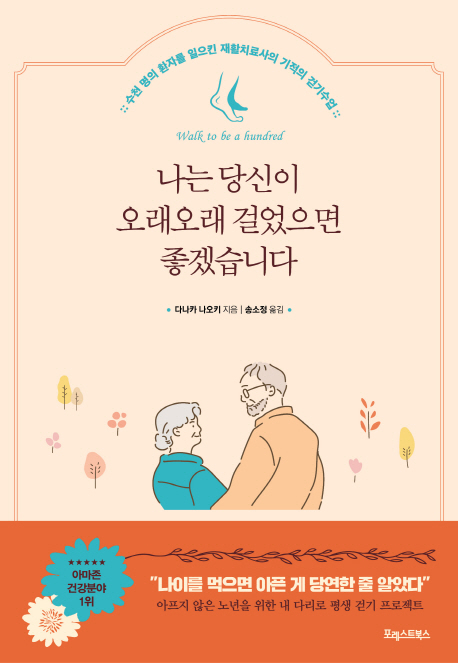 :: 수천 명의 환자를 일으킨 재활치료사의 기적의 걷기수업 ::
Walk to be a hundred
나는 당신이
오래오래 걸었으면
좋겠습니다
• 다나카 나오키 지음 | 송소정 옮김 •
★★★★★
아마존
건강분야
1위
"나이를 먹으면 아픈 게 당연한 줄 알았다"
아프지 않은 노년을 위한 내 다리로 평생 걷기 프로젝트
포레스트북스